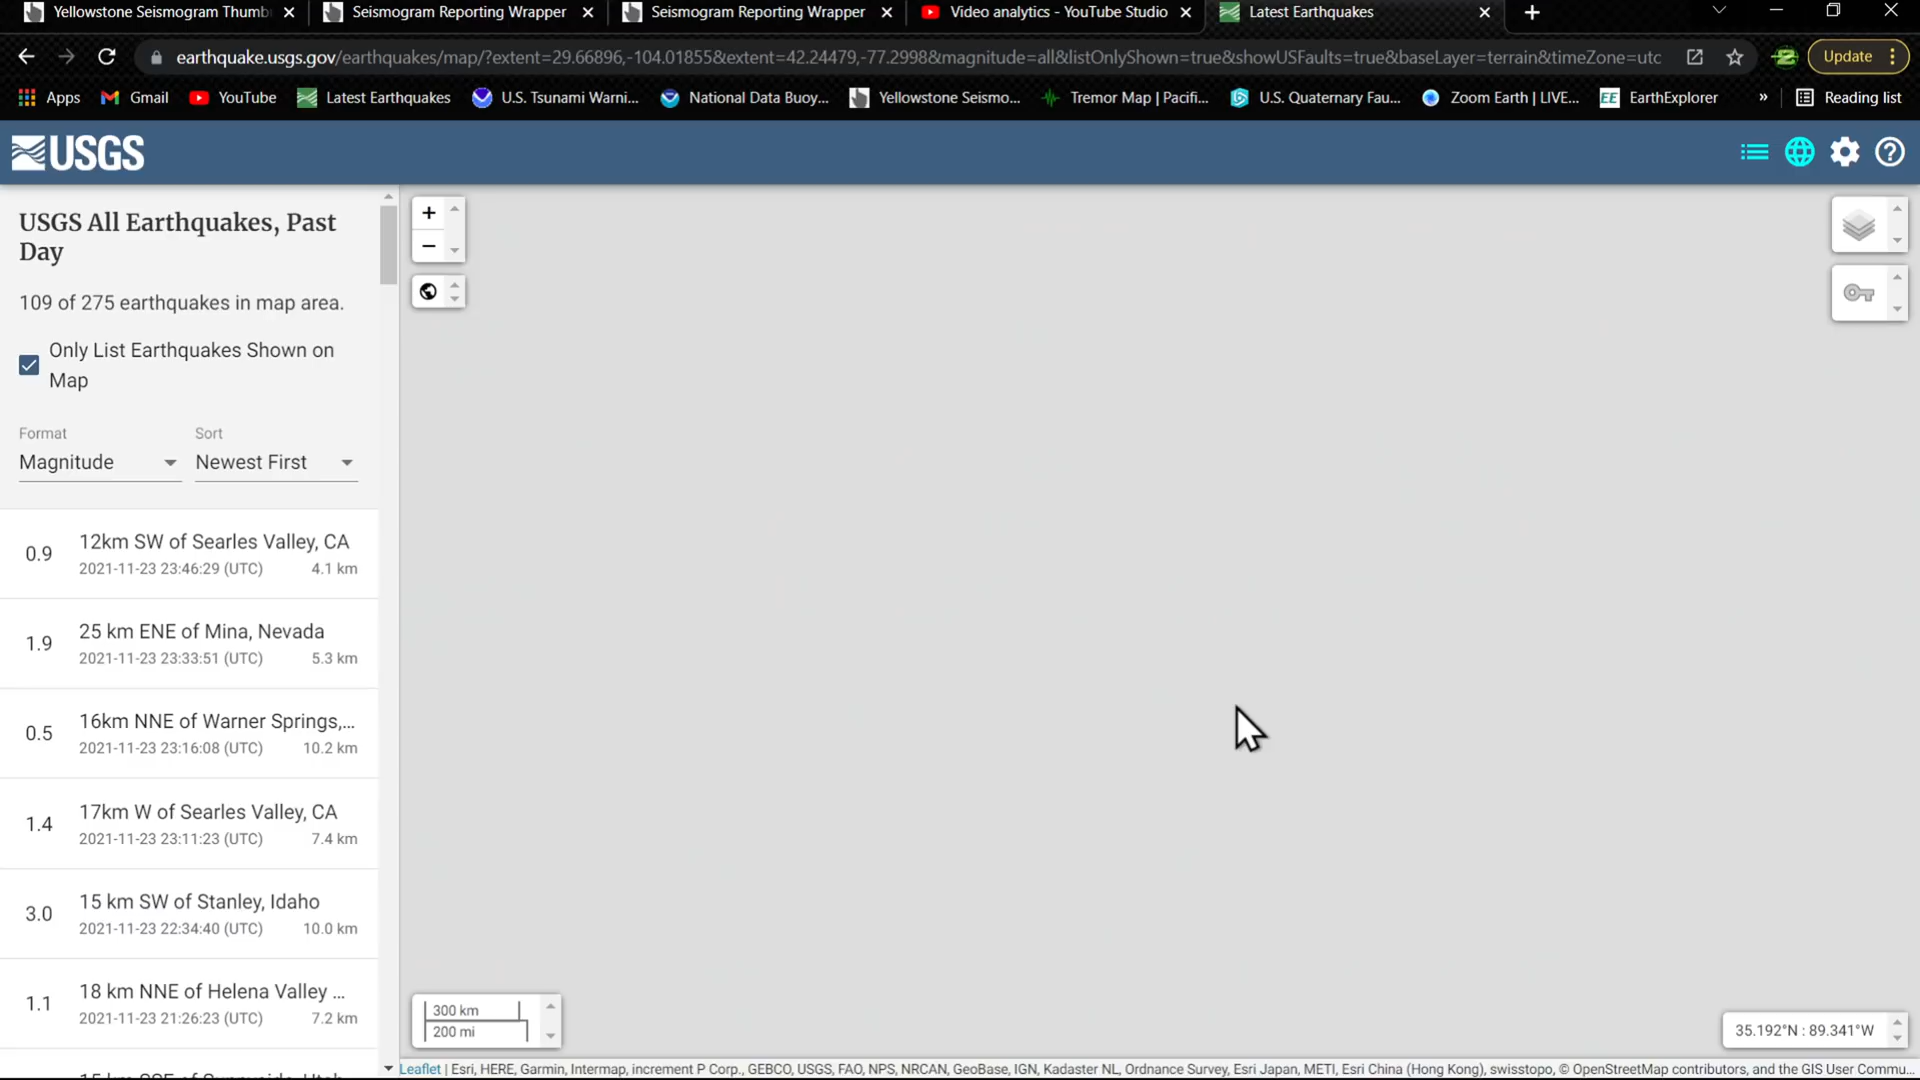 Yellowstone Seismogram Thumb
Seismogram Reporting Wrapper
Seismogram Reporting Wrapper
Video analytics - YouTube Studio
Latest Earthquakes
earthquake.usgs.gov/earthquakes/map/?extent=29.66896,-104.01855&extent=42.24479,-77.2998&magnitude=all&listOnlyShown=true&showUSFaults=true&baseLayer=terrain&timeZone=utc
Update
Apps
Gmail
YouTube
Latest Earthquakes
U.S. Tsunami Warni...
National Data Buoy...
Yellowstone Seismo...
Tremor Map | Pacifi...
U.S. Quaternary Fau...
Zoom Earth | LIVE...
EE EarthExplorer
»
Reading list
USGS
USGS All Earthquakes, Past
Day
109 of 275 earthquakes in map area.
Only List Earthquakes Shown on
Map
Format
Sort
Magnitude
Newest First
0.9
12km SW of Searles Valley, CA
2021-11-23 23:46:29 (UTC) 4.1 km
1.9
25 km ENE of Mina, Nevada
2021-11-23 23:33:51 (UTC) 5.3 km
0.5
16km NNE of Warner Springs,...
2021-11-23 23:16:08 (UTC) 10.2 km
1.4
17km W of Searles Valley, CA
2021-11-23 23:11:23 (UTC) 7.4 km
3.0
15 km SW of Stanley, Idaho
2021-11-23 22:34:40 (UTC) 10.0 km
1.1
18 km NNE of Helena Valley ...
2021-11-23 21:26:23 (UTC) 7.2 km
+
−
300 km
200 mi
35.192°N : 89.341°W
Leaflet | Esri, HERE, Garmin, Intermap, increment P Corp., GEBCO, USGS, FAO, NPS, NRCAN, GeoBase, IGN, Kadaster NL, Ordnance Survey, Esri Japan, METI, Esri China (Hong Kong), swisstopo, © OpenStreetMap contributors, and the GIS User Commu...